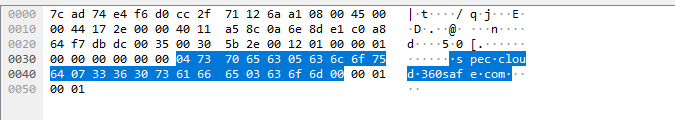 0000 7c ad 74 e4 f6 d0 cc 2f 71 12 6a a1 08 00 45 00 |·t····/ q·j···E·
0010 00 44 17 2e 00 00 40 11 a5 8c 0a 6e 8d e1 c0 a8 ·D·.··@· ···n····
0020 64 f7 db dc 00 35 00 30 5b 2e 00 12 01 00 00 01 d····5·0 [.······
0030 00 00 00 00 00 00 04 73 70 65 63 05 63 6c 6f 75 ·······s pec·clou
0040 64 07 33 36 30 73 61 66 65 03 63 6f 6d 00 00 01 d·360saf e·com···
0050 00 01 ··